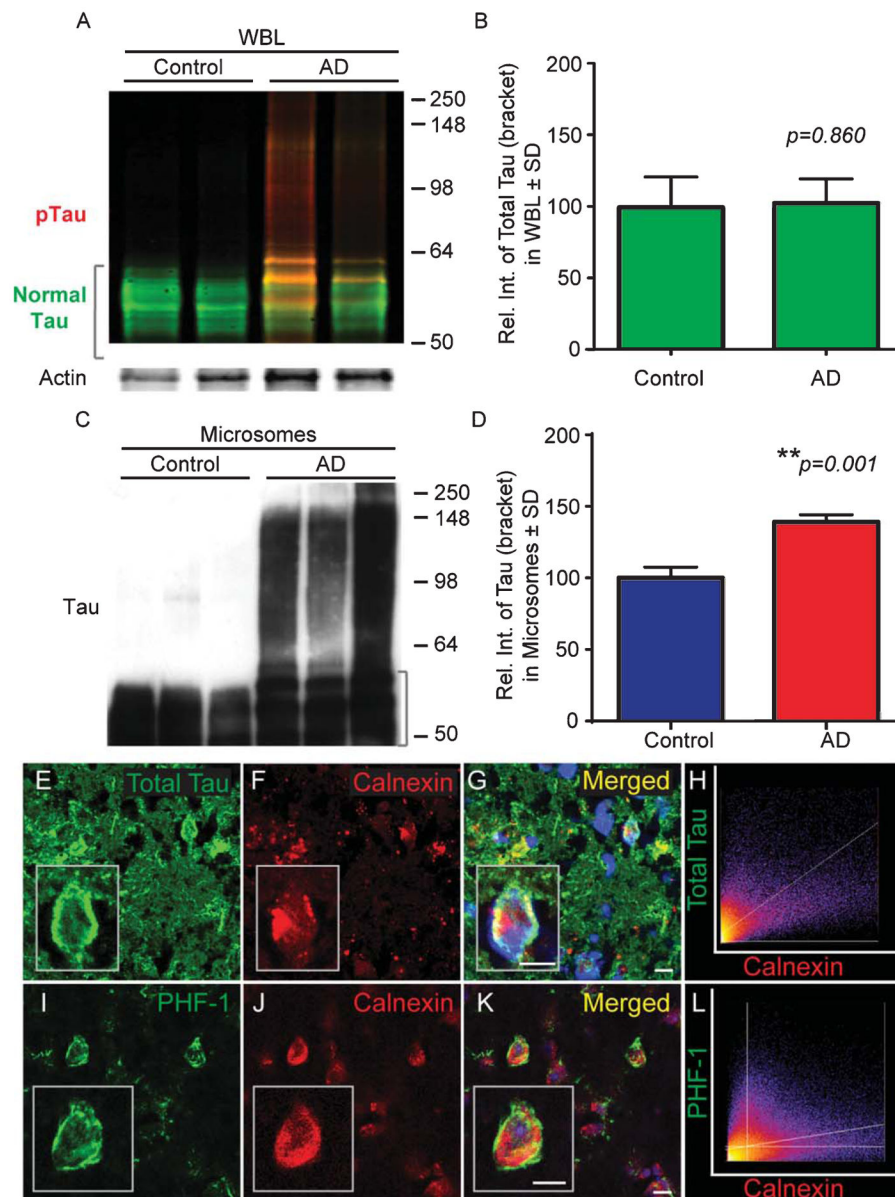 A
WBL
Control AD
250
148
98
64
50
pTau
Normal
Tau
Actin
B
Rel. Int. of Total Tau (bracket)
in WBL ± SD
200
150
100
50
0
p=0.860
Control AD
C
Microsomes
Control AD
250
148
98
64
50
Tau
D
Rel. Int. of Tau (bracket)
in Microsomes ± SD
200
150
100
50
0
**p=0.001
Control AD
E Total Tau
F Calnexin
G Merged
H
Total Tau
Calnexin
I PHF-1
J Calnexin
K Merged
L
PHF-1
Calnexin